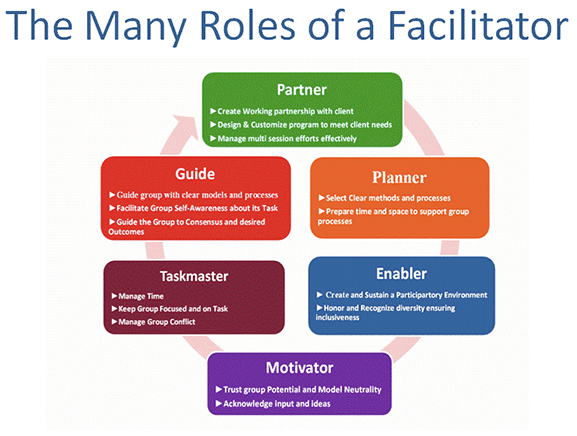 The Many Roles of a Facilitator
Partner
►Create Working partnership with client
►Design & Customize program to meet client needs
►Manage multi session efforts effectively
Planner
►Select Clear methods and processes
►Prepare time and space to support group
processes
Enabler
►Create and Sustain a Participartory Environment
►Honor and Recognize diversity ensuring
inclusiveness
Motivator
►Trust group Potential and Model Neutrality
►Acknowledge input and ideas
Taskmaster
►Manage Time
►Keep Group Focused and on Task
►Manage Group Conflict
Guide
►Guide group with clear models and processes
►Facilitate Group Self-Awareness about its Task
►Guide the Group to Consensus and desired
Outcomes